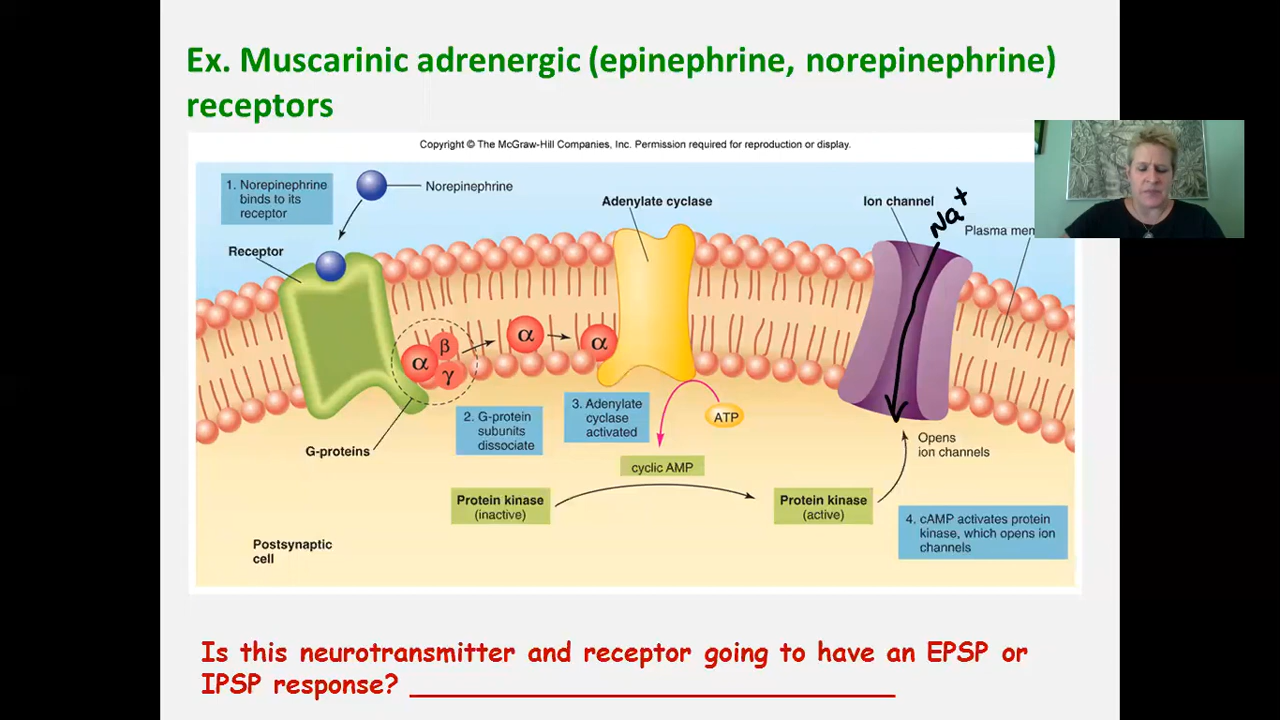 Ex. Muscarinic adrenergic (epinephrine, norepinephrine)
receptors
Copyright © The McGraw-Hill Companies, Inc. Permission required for reproduction or display.
1. Norepinephrine
binds to its
receptor
Norepinephrine
Receptor
Adenylate cyclase
Ion channel
Na+
Plasma mem
α
β
γ
α
α
G-proteins
2. G-protein
subunits
dissociate
3. Adenylate
cyclase
activated
ATP
cyclic AMP
Protein kinase
(inactive)
Protein kinase
(active)
Opens
ion channels
4. cAMP activates protein
kinase, which opens ion
channels
Postsynaptic
cell
Is this neurotransmitter and receptor going to have an EPSP or
IPSP response? ______________________________